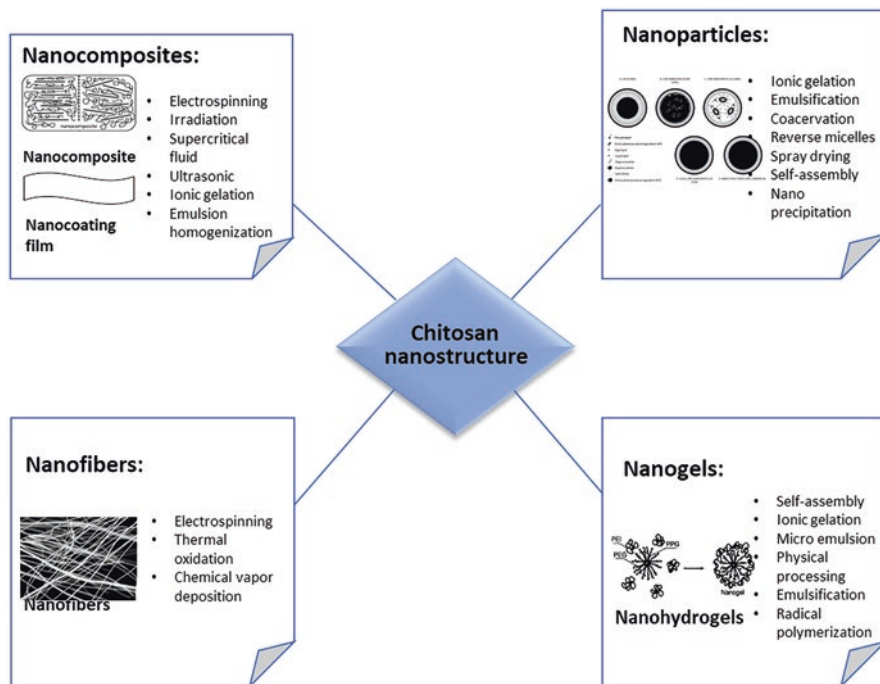 Nanocomposites:
nanocomposite
Nanocomposite
Nanocoating
film
• Electrospinning
• Irradiation
• Supercritical
fluid
• Ultrasonic
• Ionic gelation
• Emulsion
homogenization
Nanoparticles:
• Ionic gelation
• Emulsification
• Coacervation
• Reverse micelles
• Spray drying
• Self-assembly
• Nano
precipitation
Chitosan
nanostructure
Nanofibers:
Nanofibers
• Electrospinning
• Thermal
oxidation
• Chemical vapor
deposition
Nanogels:
PEI
PPG
PEG
Nanogel
Nanohydrogels
• Self-assembly
• Ionic gelation
• Micro emulsion
• Physical
processing
• Emulsification
• Radical
polymerization